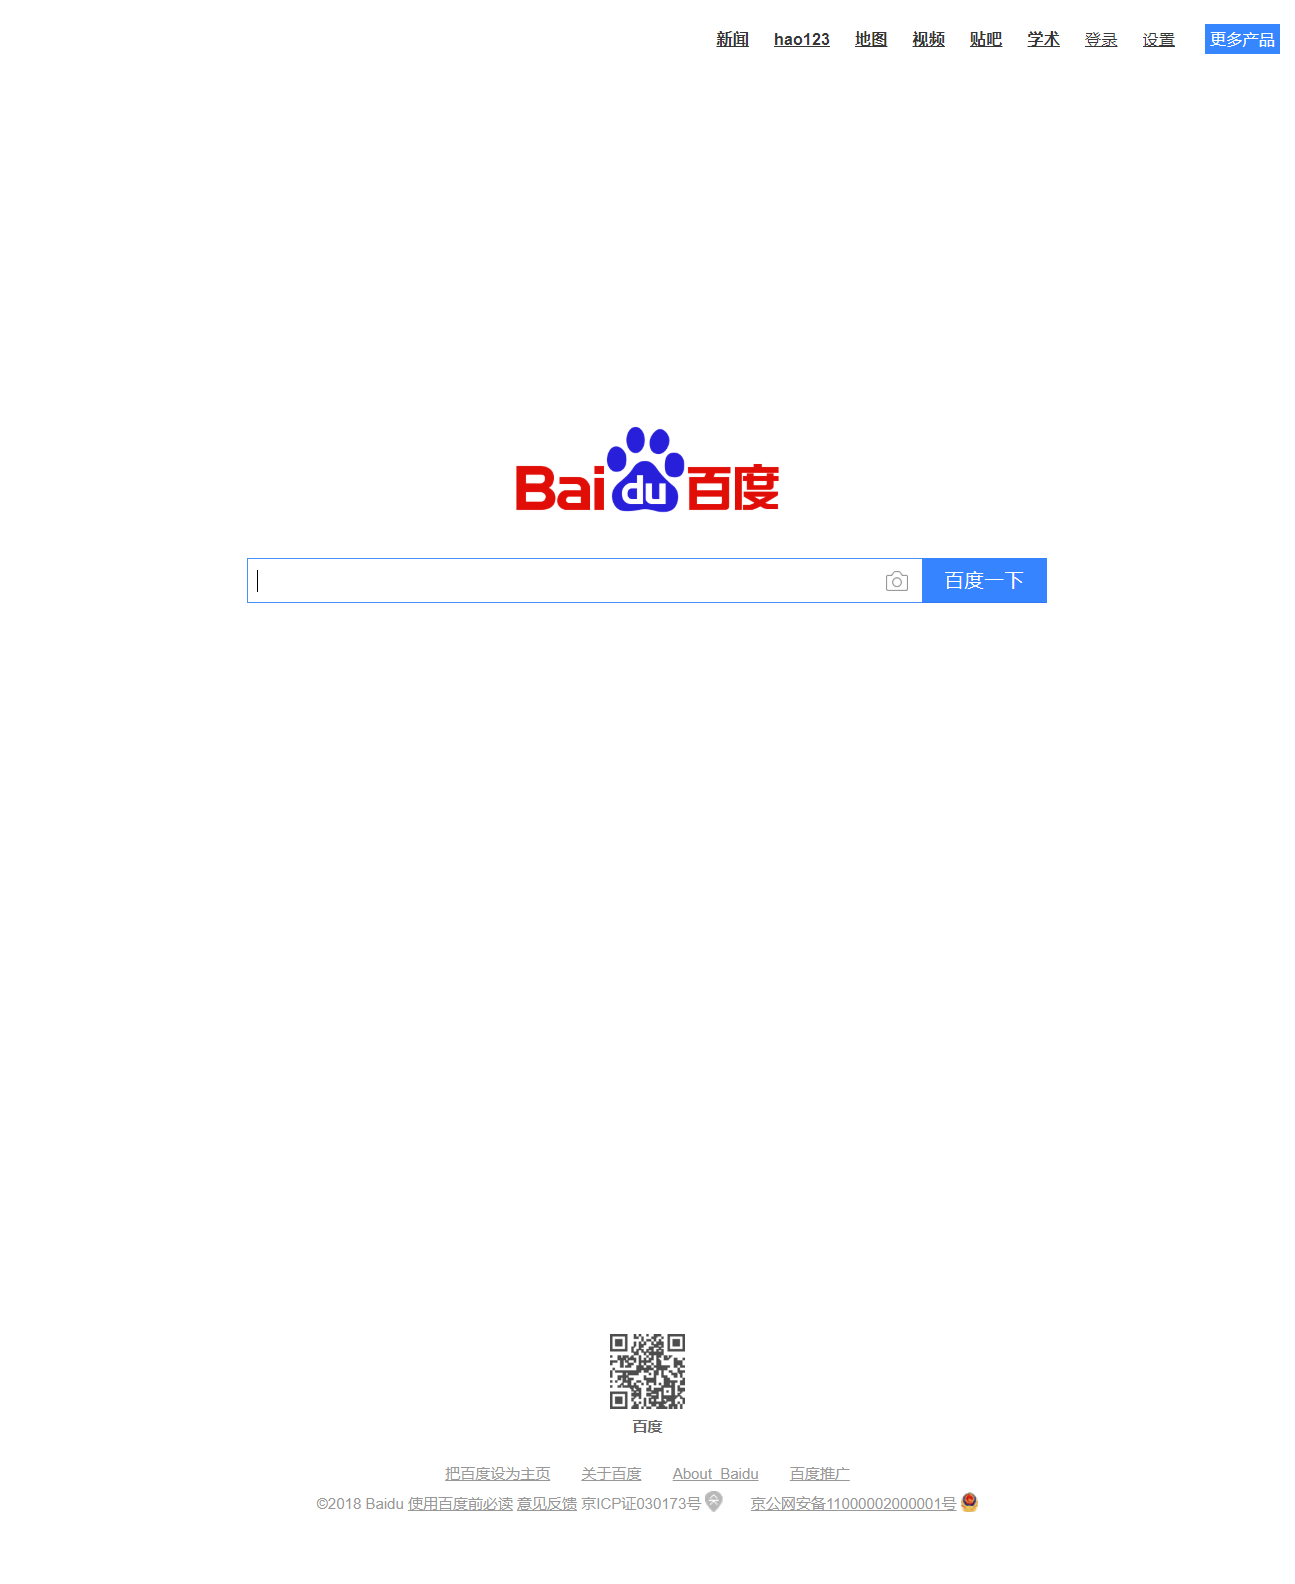 新闻 hao123 地图 视频 贴吧 学术 登录 设置 更多产品
Bai du 百度
百度一下
百度
把百度设为主页 关于百度 About Baidu 百度推广
©2018 Baidu 使用百度前必读 意见反馈 京ICP证030173号 京公网安备11000002000001号